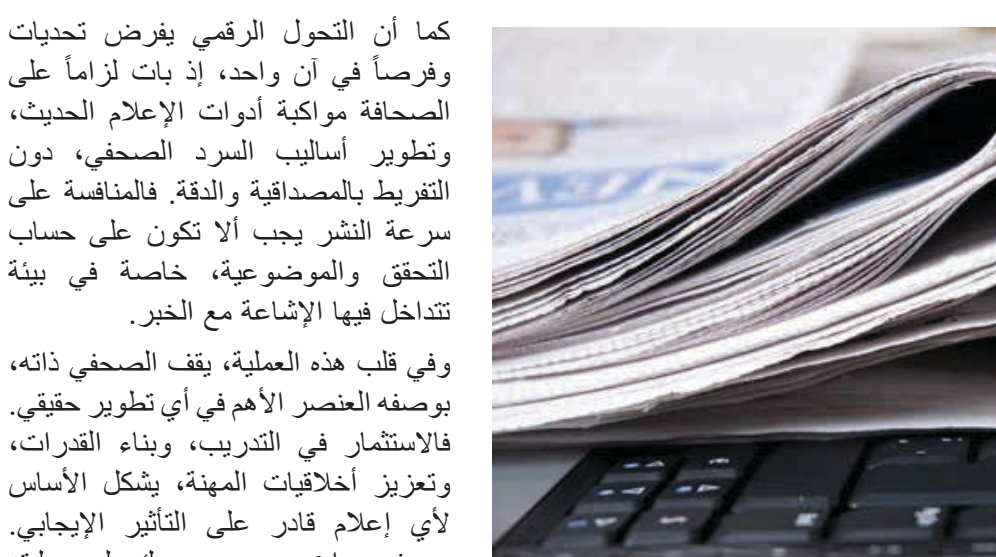 كما أن التحول الرقمي يفرض تحديات
وفرصاً في آن واحد، إذ بات لزاماً على
الصحافة مواكبة أدوات الإعلام الحديث،
وتطوير أساليب السرد الصحفي، دون
التفريط بالمصداقية والدقة. فالمنافسة على
سرعة النشر يجب ألا تكون على حساب
التحقق والموضوعية، خاصة في بيئة
تتداخل فيها الإشاعة مع الخبر.
وفي قلب هذه العملية، يقف الصحفي ذاته،
بوصفه العنصر الأهم في أي تطوير حقيقي.
فالاستثمار في التدريب، وبناء القدرات،
وتعزيز أخلاقيات المهنة، يشكل الأساس
لأي إعلام قادر على التأثير الإيجابي.